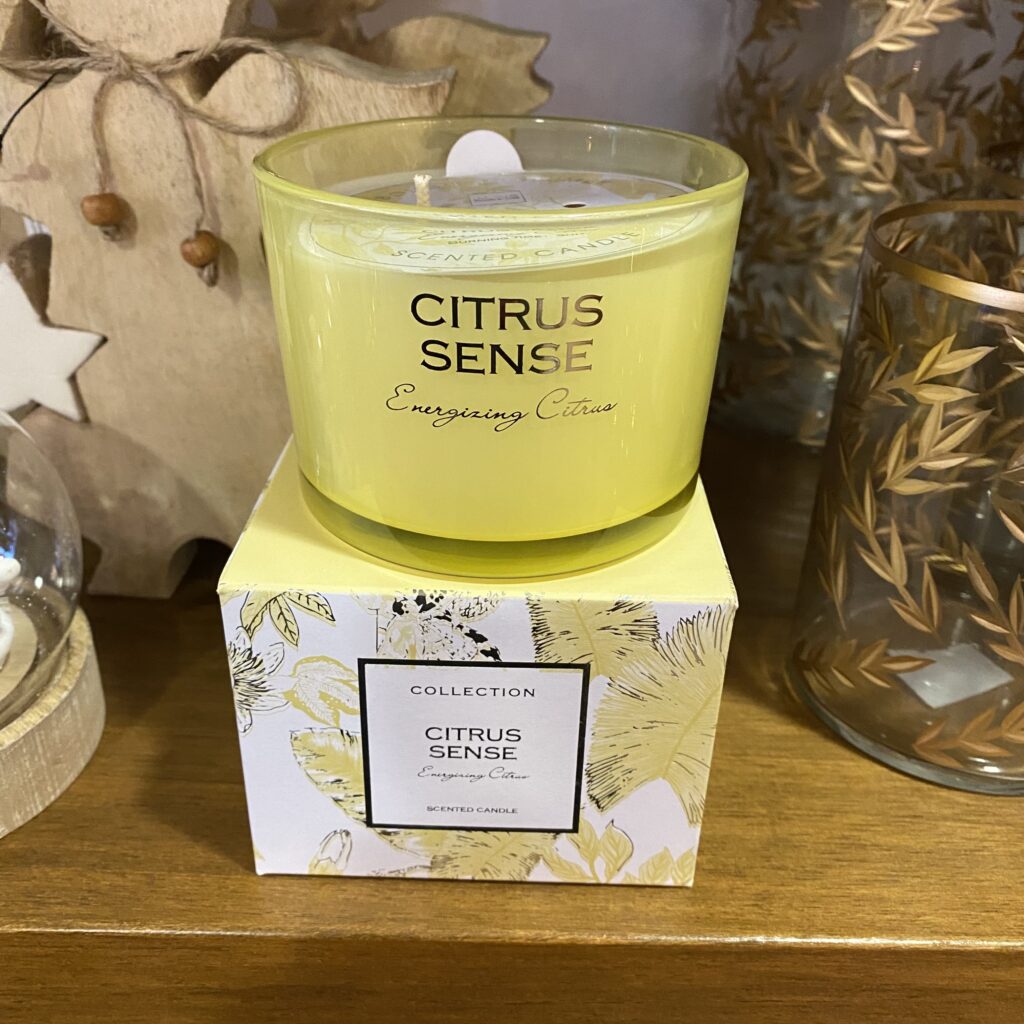 SCENTED CANDLE
CITRUS
SENSE
Energizing Citrus
COLLECTION
CITRUS
SENSE
Energizing Citrus
SCENTED CANDLE